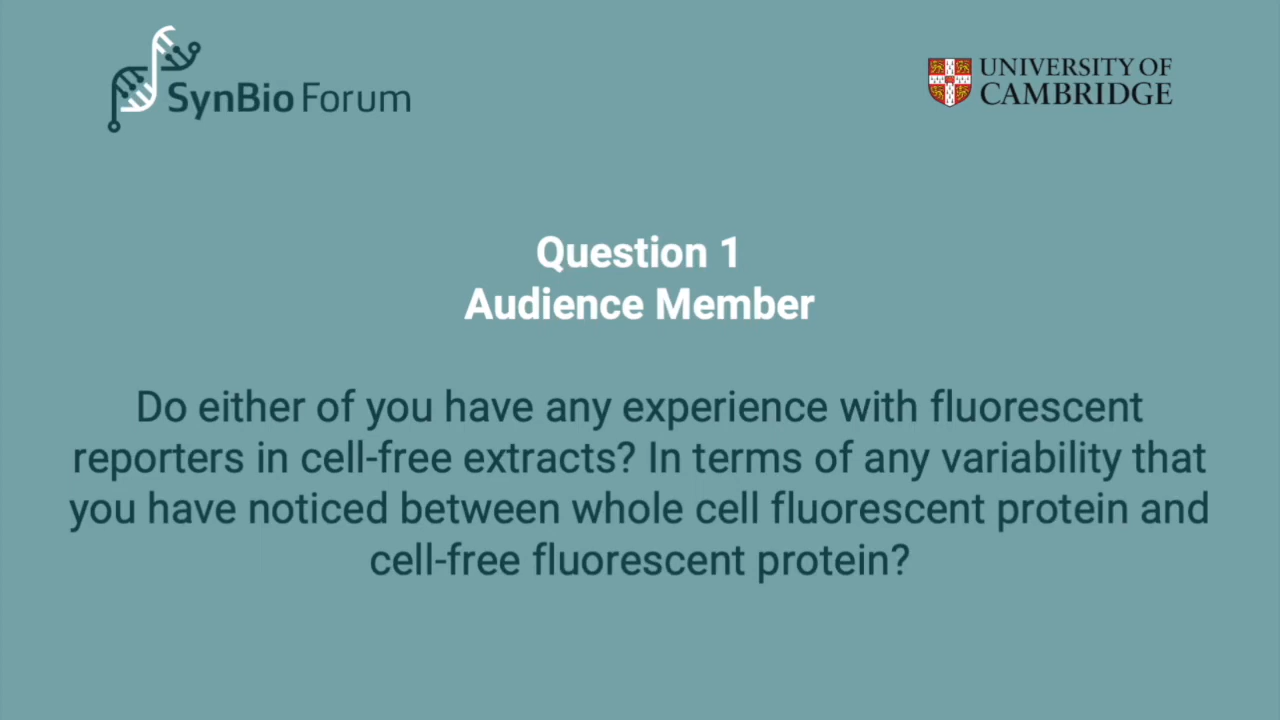 SynBio Forum
UNIVERSITY OF
CAMBRIDGE
Question 1
Audience Member
Do either of you have any experience with fluorescent
reporters in cell-free extracts? In terms of any variability that
you have noticed between whole cell fluorescent protein and
cell-free fluorescent protein?